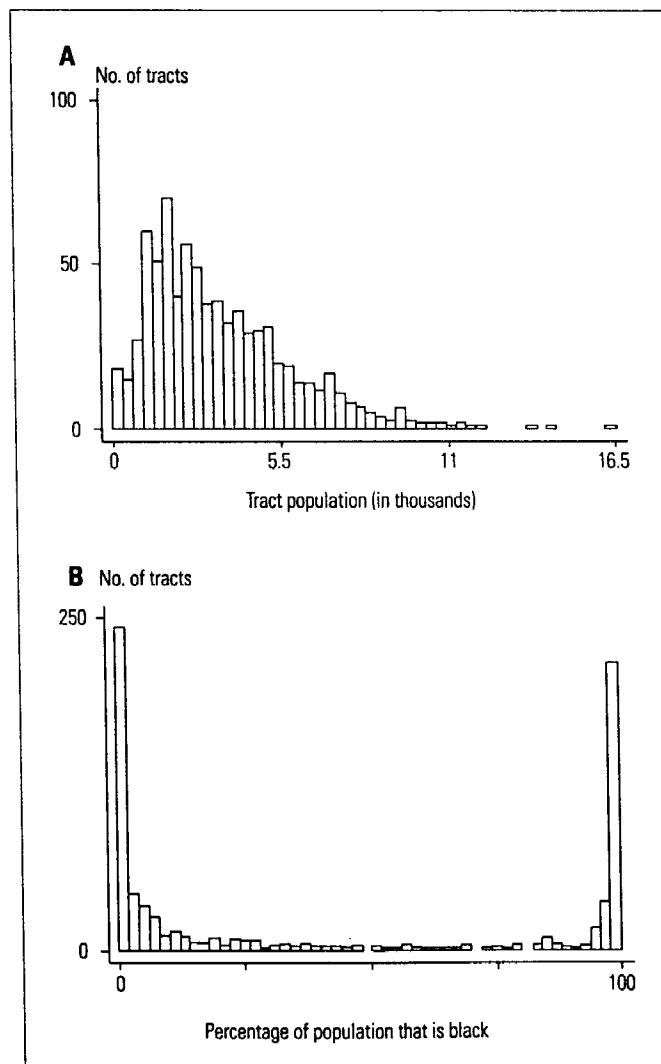 A
No. of tracts
100
50
0
0 5.5 11 16.5
Tract population (in thousands)
B No. of tracts
250
0
0 100
Percentage of population that is black